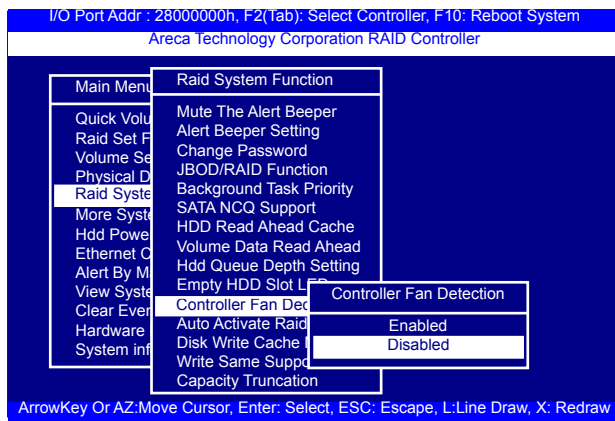 I/O Port Addr : 28000000h, F2(Tab): Select Controller, F10: Reboot System
Areca Technology Corporation RAID Controller
Main Menu
Quick Volu
Raid Set F
Volume Se
Physical D
Raid Syste
More Syste
Hdd Powe
Ethernet C
Alert By M
View Syste
Clear Even
Hardware
System inf
Raid System Function
Mute The Alert Beeper
Alert Beeper Setting
Change Password
JBOD/RAID Function
Background Task Priority
SATA NCQ Support
HDD Read Ahead Cache
Volume Data Read Ahead
Hdd Queue Depth Setting
Empty HDD Slot LED
Controller Fan Dec
Auto Activate Raid
Disk Write Cache
Write Same Suppo
Capacity Truncation
Controller Fan Detection
Enabled
Disabled
ArrowKey Or AZ:Move Cursor, Enter: Select, ESC: Escape, L:Line Draw, X: Redraw